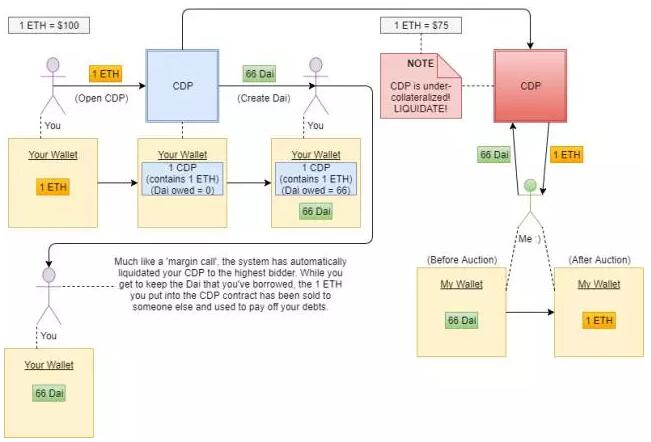 1 ETH = $100
1 ETH = $75
1 ETH
(Open CDP)
You
CDP
66 Dai
(Create Dai)
You
NOTE
CDP is under-
collateralized!
LIQUIDATE!
CDP
Your Wallet
1 ETH
Your Wallet
1 CDP
(contains 1 ETH)
(Dai owed = 0)
Your Wallet
1 CDP
(contains 1 ETH)
(Dai owed = 66)
66 Dai
66 Dai
1 ETH
Me :)
(Before Auction)
(After Auction)
My Wallet
66 Dai
My Wallet
1 ETH
Much like a 'margin call', the system has automatically
liquidated your CDP to the highest bidder. While you
get to keep the Dai that you've borrowed, the 1 ETH
you put into the CDP contract has been sold to
someone else and used to pay off your debts.
You
Your Wallet
66 Dai